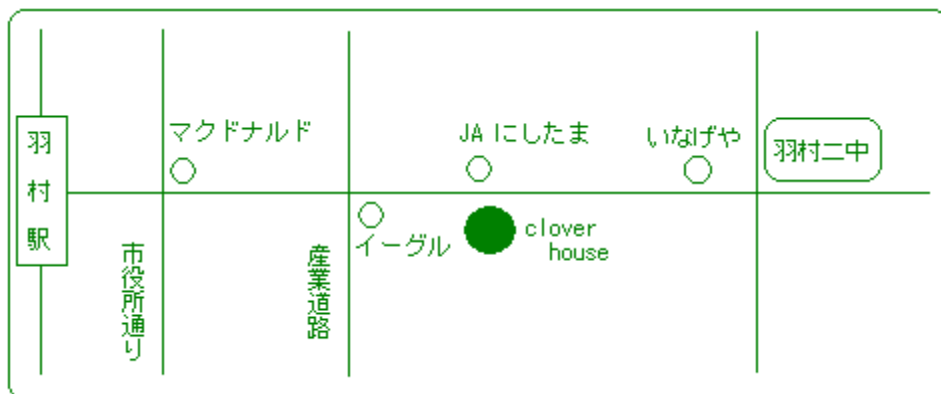 羽村駅
マクドナルド
JA にしたま
いなげや
羽村二中
イーグル
clover
house
市役所通り
産業道路